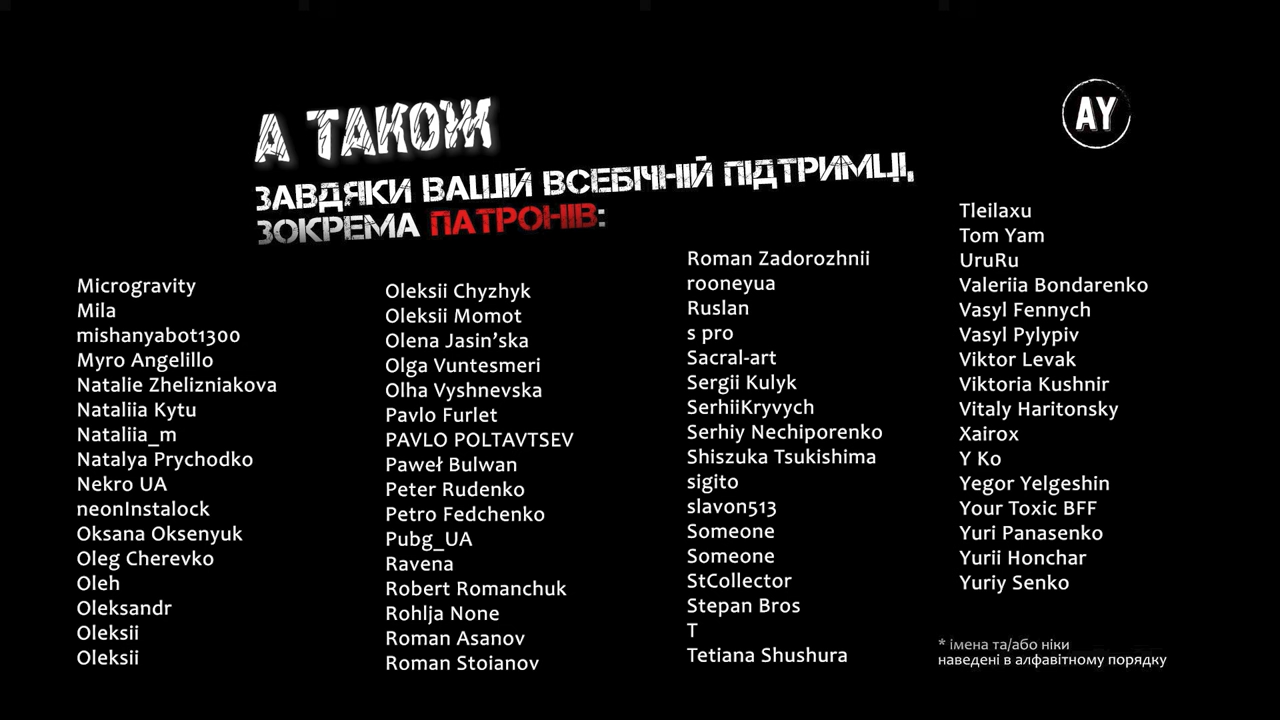 А ТАКОЖ
ЗАВДЯКИ ВАШІЙ ВСЕБІЧНІЙ ПІДТРИМЦІ,
ЗОКРЕМА ПАТРОНІВ:
AY
Microgravity
Mila
mishanyabot1300
Myro Angelillo
Natalie Zhelizniakova
Nataliia Kytu
Nataliia_m
Natalya Prychodko
Nekro UA
neonInstalock
Oksana Oksenyuk
Oleg Cherevko
Oleh
Oleksandr
Oleksii
Oleksii
Oleksii Chyzhyk
Oleksii Momot
Olena Jasin’ska
Olga Vuntesmeri
Olha Vyshnevska
Pavlo Furlet
PAVLO POLTAVTSEV
Paweł Bulwan
Peter Rudenko
Petro Fedchenko
Pubg_UA
Ravena
Robert Romanchuk
Rohlja None
Roman Asanov
Roman Stoianov
Roman Zadorozhnii
rooneyua
Ruslan
s pro
Sacral-art
Sergii Kulyk
SerhiiKryvych
Serhiy Nechiporenko
Shiszuka Tsukishima
sigito
slavon513
Someone
Someone
StCollector
Stepan Bros
T
Tetiana Shushura
Tleilaxu
Tom Yam
UruRu
Valeriia Bondarenko
Vasyl Fennych
Vasyl Pylypiv
Viktor Levak
Viktoria Kushnir
Vitaly Haritonsky
Xairox
Y Ko
Yegor Yelgeshin
Your Toxic BFF
Yuri Panasenko
Yurii Honchar
Yuriy Senko
* імена та/або ніки
наведені в алфавітному порядку